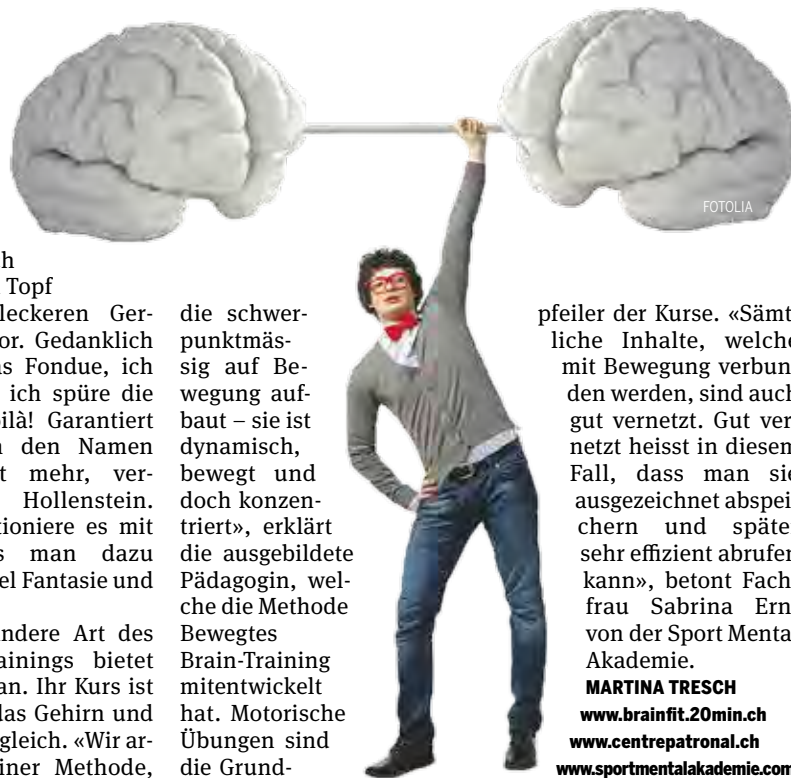 FOTOLIA
h
Topf
leckeren Ger-
or. Gedanklich
as Fondue, ich
ich spüre die
ilà! Garantiert
den Namen
t mehr, ver-
Hollenstein.
tioniere es mit
s man dazu
el Fantasie und
ndere Art des
ainings bietet
an. Ihr Kurs ist
das Gehirn und
gleich. «Wir ar-
iner Methode,
die schwer-
punktmäs-
sig auf Be-
wegung auf-
baut – sie ist
dynamisch,
bewegt und
doch konzen-
triert», erklärt
die ausgebildete
Pädagogin, wel-
che die Methode
Bewegtes
Brain-Training
mitentwickelt
hat. Motorische
Übungen sind
die Grund-
pfeiler der Kurse. «Sämt
liche Inhalte, welche
mit Bewegung verbun
den werden, sind auch
gut vernetzt. Gut ver
netzt heisst in diesem
Fall, dass man sie
ausgezeichnet abspei
chern und später
sehr effizient abrufen
kann», betont Fach
frau Sabrina Ern
von der Sport Menta
Akademie.
MARTINA TRESCH
www.brainfit.20min.ch
www.centrepatronal.ch
www.sportmentalakademie.com